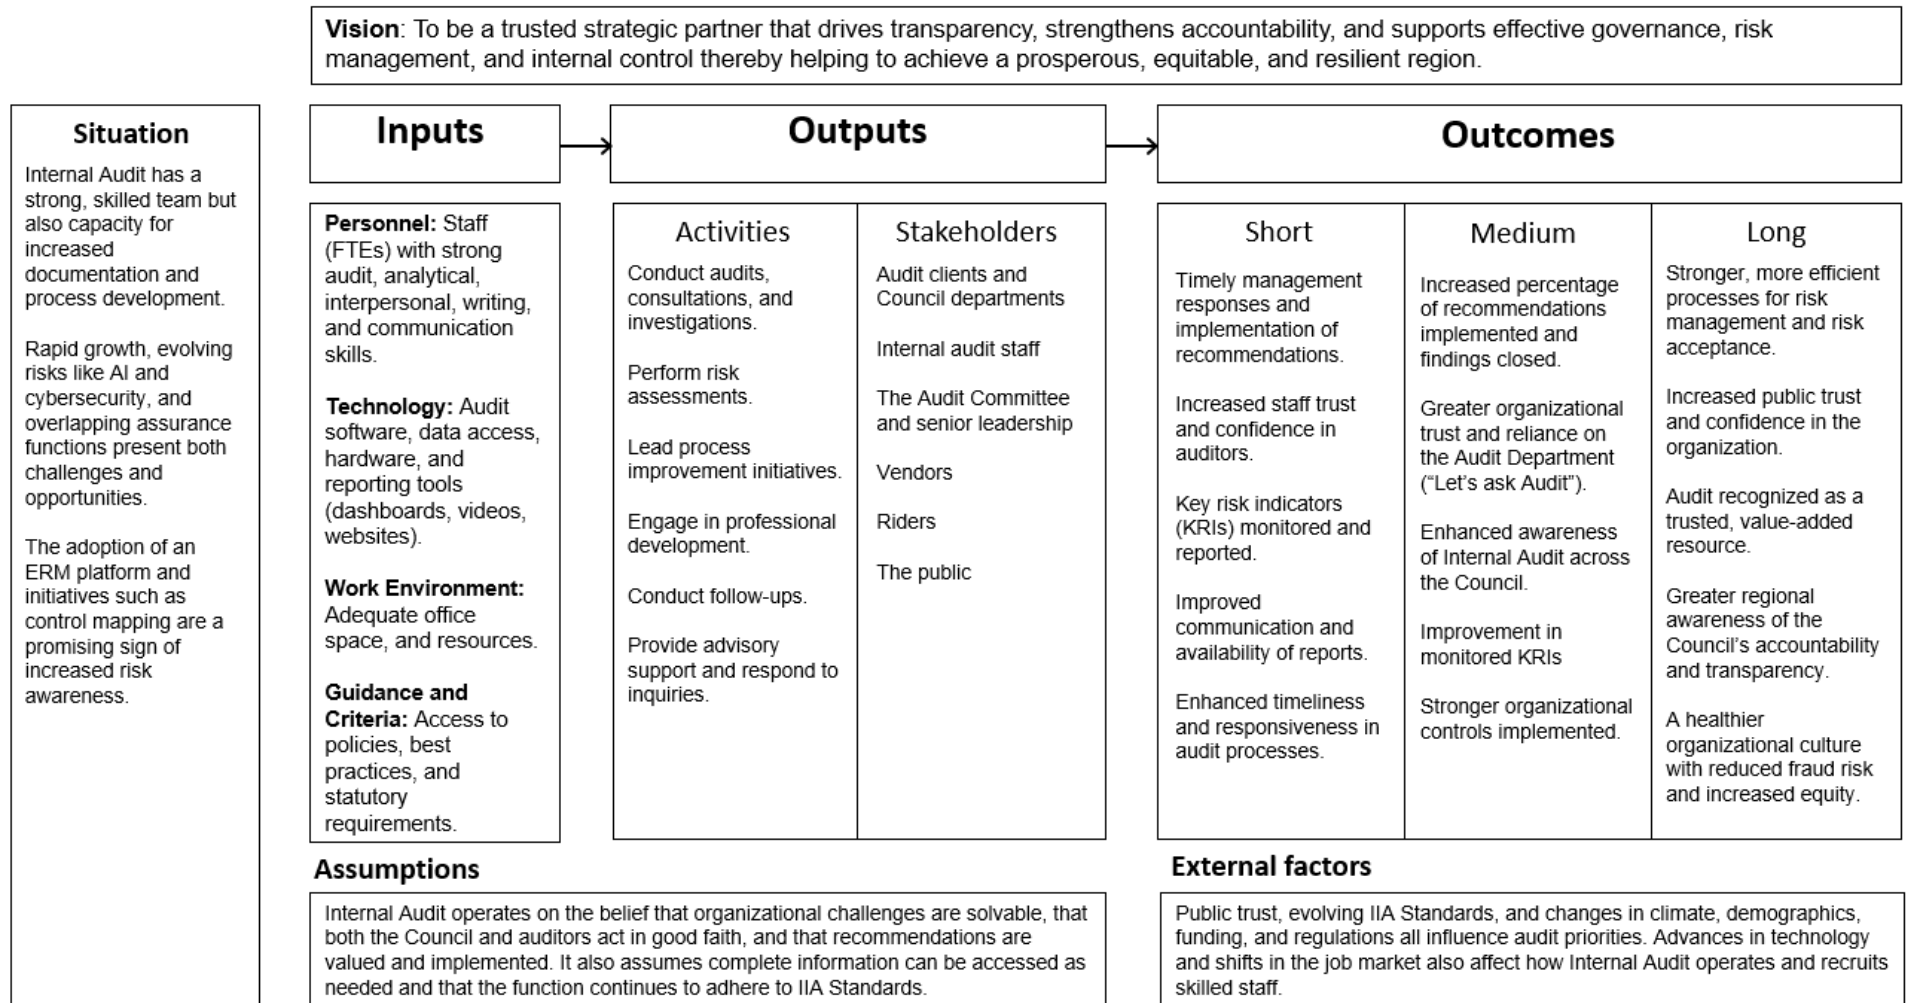 Vision: To be a trusted strategic partner that drives transparency, strengthens accountability, and supports effective governance, risk
management, and internal control thereby helping to achieve a prosperous, equitable, and resilient region.
Situation
Internal Audit has a
strong, skilled team but
also capacity for
increased
documentation and
process development.
Rapid growth, evolving
risks like AI and
cybersecurity, and
overlapping assurance
functions present both
challenges and
opportunities.
The adoption of an
ERM platform and
initiatives such as
control mapping are a
promising sign of
increased risk
awareness.
Inputs
Personnel: Staff
(FTEs) with strong
audit, analytical,
interpersonal, writing,
and communication
skills.
Technology: Audit
software, data access,
hardware, and
reporting tools
(dashboards, videos,
websites).
Work Environment:
Adequate office
space, and resources.
Guidance and
Criteria: Access to
policies, best
practices, and
statutory
requirements.
Outputs
Activities
Conduct audits,
consultations, and
investigations.
Perform risk
assessments.
Lead process
improvement initiatives.
Engage in professional
development.
Conduct follow-ups.
Provide advisory
support and respond to
inquiries.
Stakeholders
Audit clients and
Council departments
Internal audit staff
The Audit Committee
and senior leadership
Vendors
Riders
The public
Outcomes
Short
Timely management
responses and
implementation of
recommendations.
Increased staff trust
and confidence in
auditors.
Key risk indicators
(KRIs) monitored and
reported.
Improved
communication and
availability of reports.
Enhanced timeliness
and responsiveness in
audit processes.
Medium
Increased percentage
of recommendations
implemented and
findings closed.
Greater organizational
trust and reliance on
the Audit Department
(“Let’s ask Audit”).
Enhanced awareness
of Internal Audit across
the Council.
Improvement in
monitored KRIs
Stronger organizational
controls implemented.
Long
Stronger, more efficient
processes for risk
management and risk
acceptance.
Increased public trust
and confidence in the
organization.
Audit recognized as a
trusted, value-added
resource.
Greater regional
awareness of the
Council’s accountability
and transparency.
A healthier
organizational culture
with reduced fraud risk
and increased equity.
Assumptions
Internal Audit operates on the belief that organizational challenges are solvable, that
both the Council and auditors act in good faith, and that recommendations are
valued and implemented. It also assumes complete information can be accessed as
needed and that the function continues to adhere to IIA Standards.
External factors
Public trust, evolving IIA Standards, and changes in climate, demographics,
funding, and regulations all influence audit priorities. Advances in technology
and shifts in the job market also affect how Internal Audit operates and recruits
skilled staff.